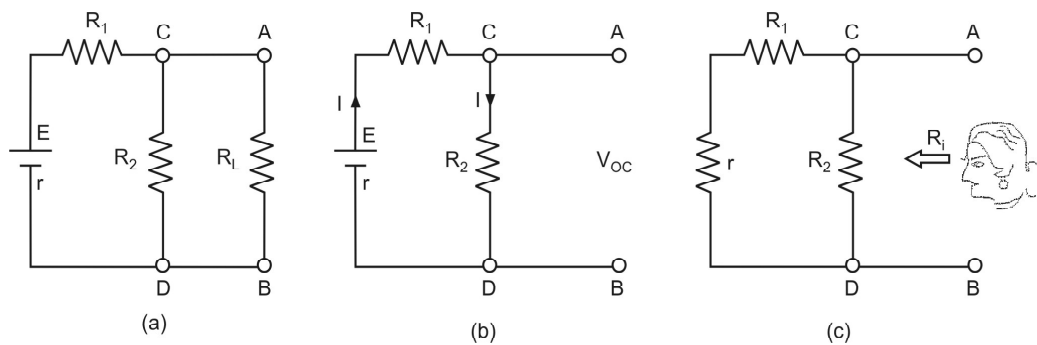 R1 C A
E
r
R2 RL
D B
(a)
R1 C A
I I
E
r
R2 VOC
D B
(b)
R1 C A
Ri
r R2
D B
(c)